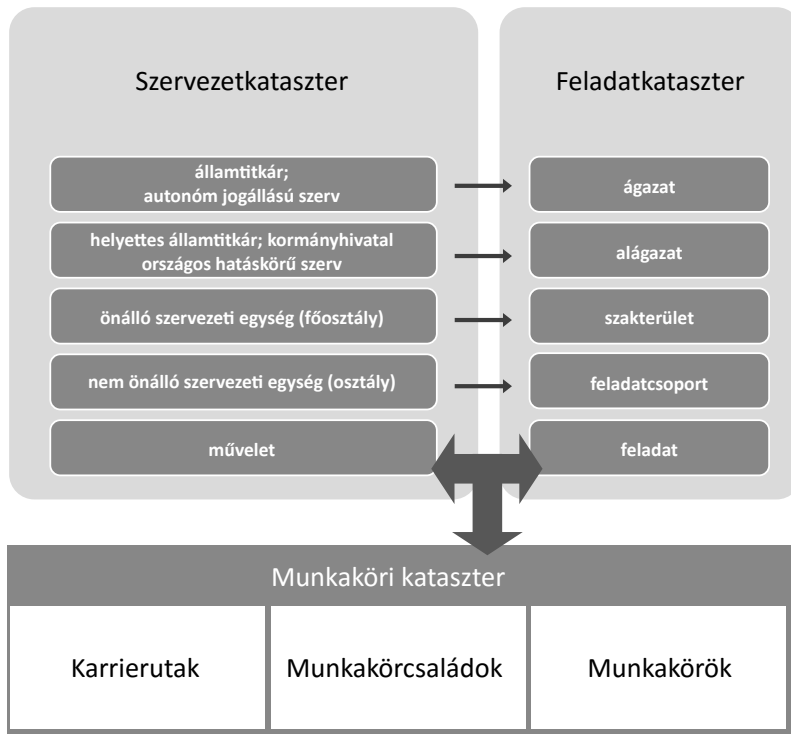 Szervezetkataszter
államtitkár;
autonóm jogállású szerv
helyettes államtitkár; kormányhivatal
országos hatáskörű szerv
önálló szervezeti egység (főosztály)
nem önálló szervezeti egység (osztály)
művelet
Feladatkataszter
ágazat
alágazat
szakterület
feladatcsoport
feladat
Munkaköri kataszter
Karrierutak
Munkakörcsaládok
Munkakörök